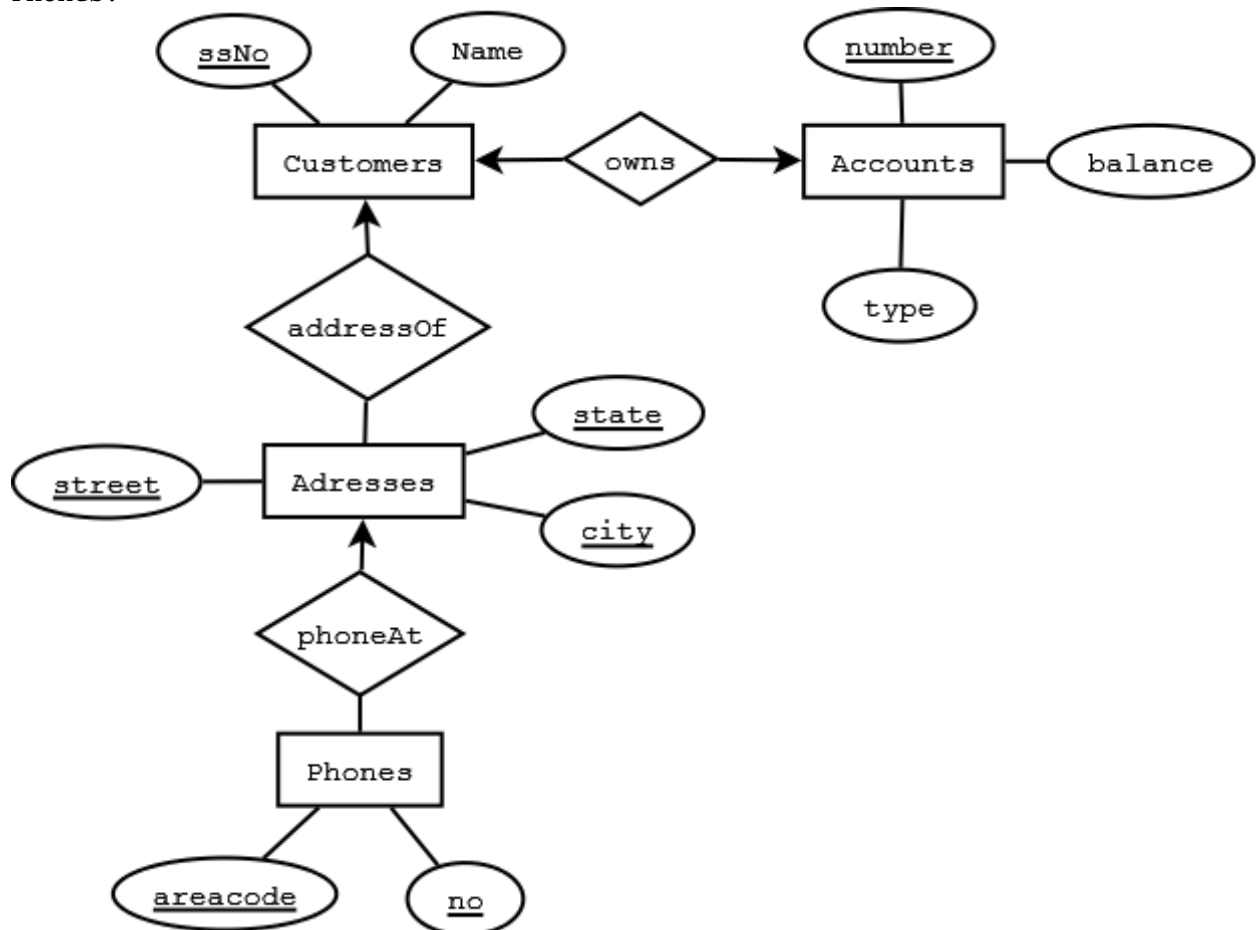 Phones.
ssNo
Name
number
Customers
owns
Accounts
balance
type
addressOf
state
street
Adresses
city
phoneAt
Phones
areacode
no